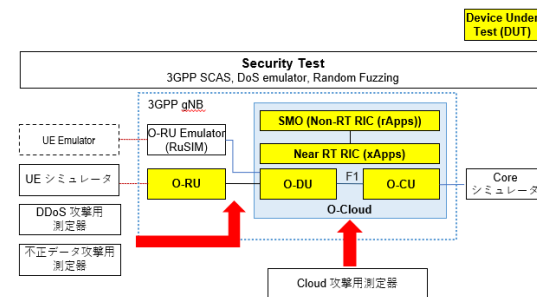 Device Under
Test (DUT)
Security Test
3GPP SCAS, DoS emulator, Random Fuzzing
3GPP gNB
SMO (Non-RT RIC (rApps))
UE Emulator
O-RU Emulator
(RuSIM)
Near RT RIC (xApps)
UE シミュレータ
O-RU
O-DU
F1
O-CU
Core
シミュレータ
O-Cloud
DDoS 攻撃用
測定器
不正データ攻撃用
測定器
Cloud 攻撃用測定器